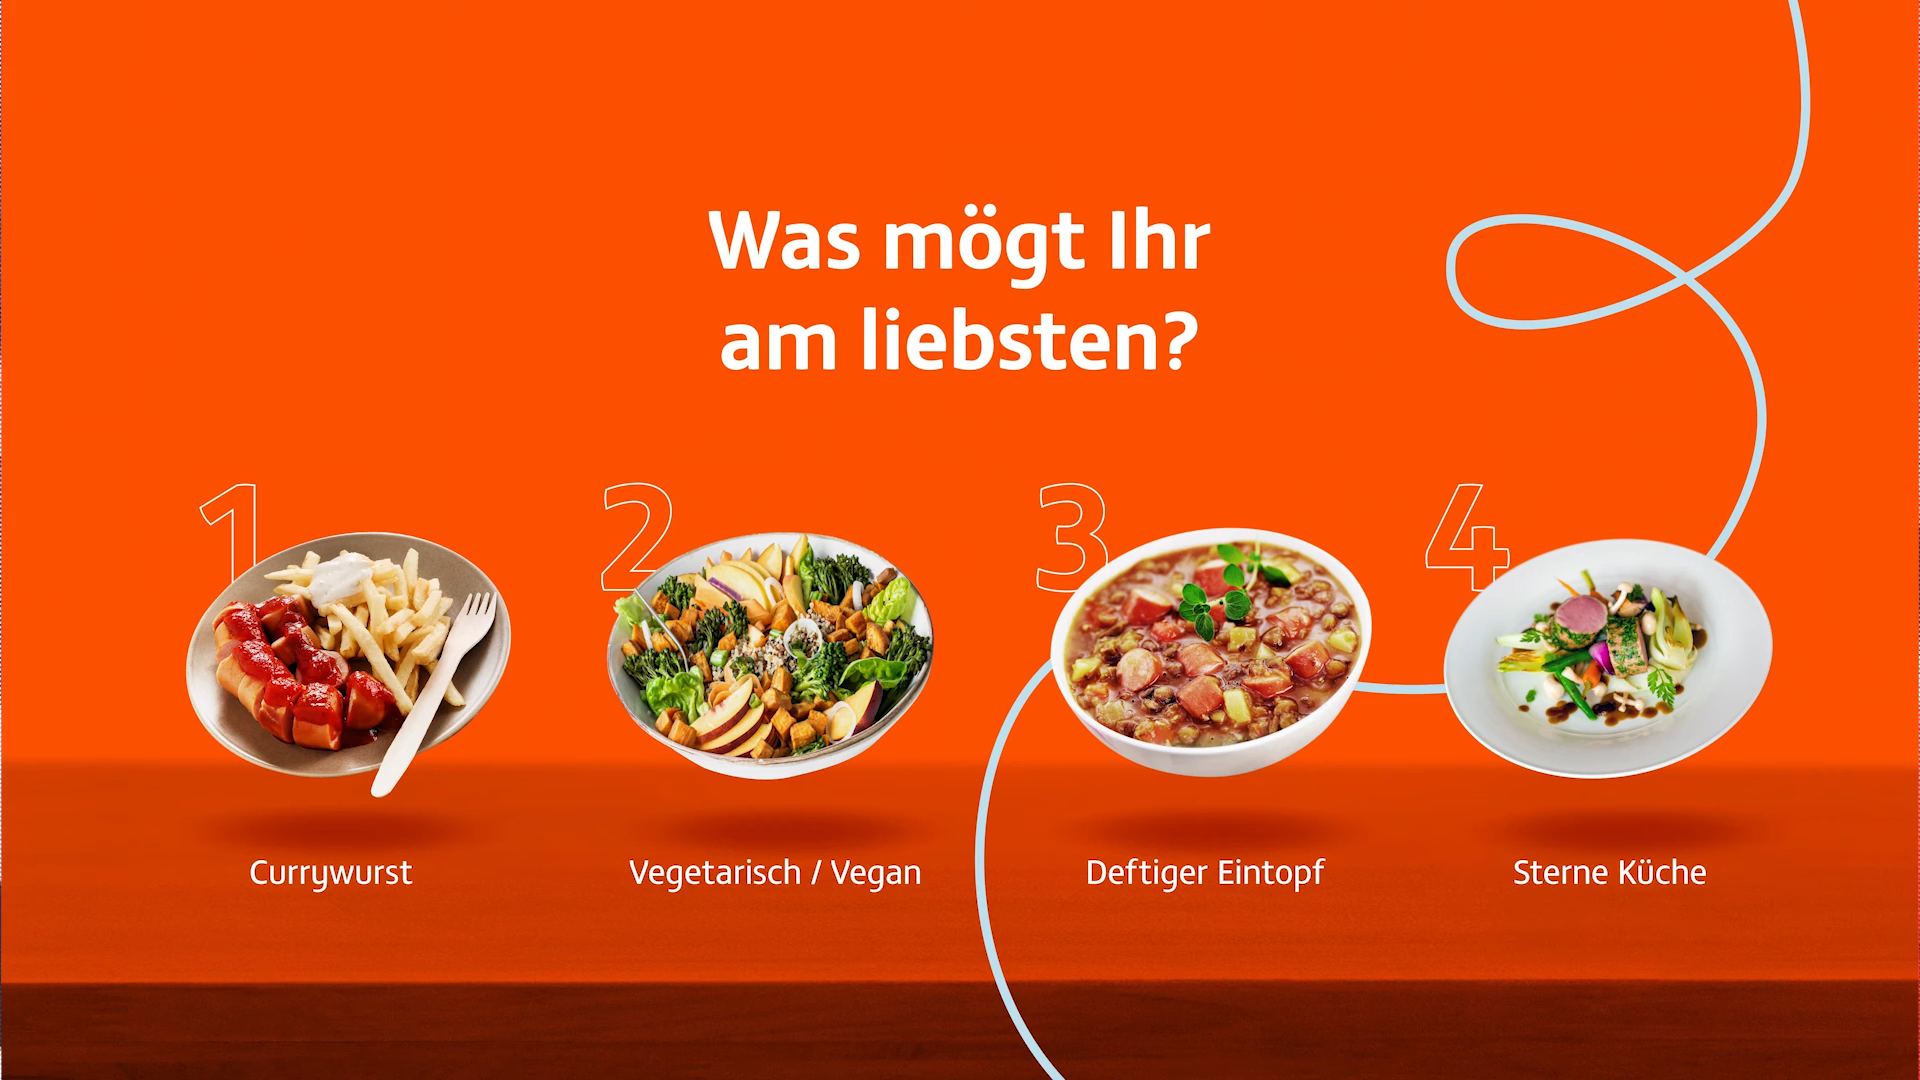 Was mögt Ihr
am liebsten?
1
2
3
4
Currywurst
Vegetarisch / Vegan
Deftiger Eintopf
Sterne Küche